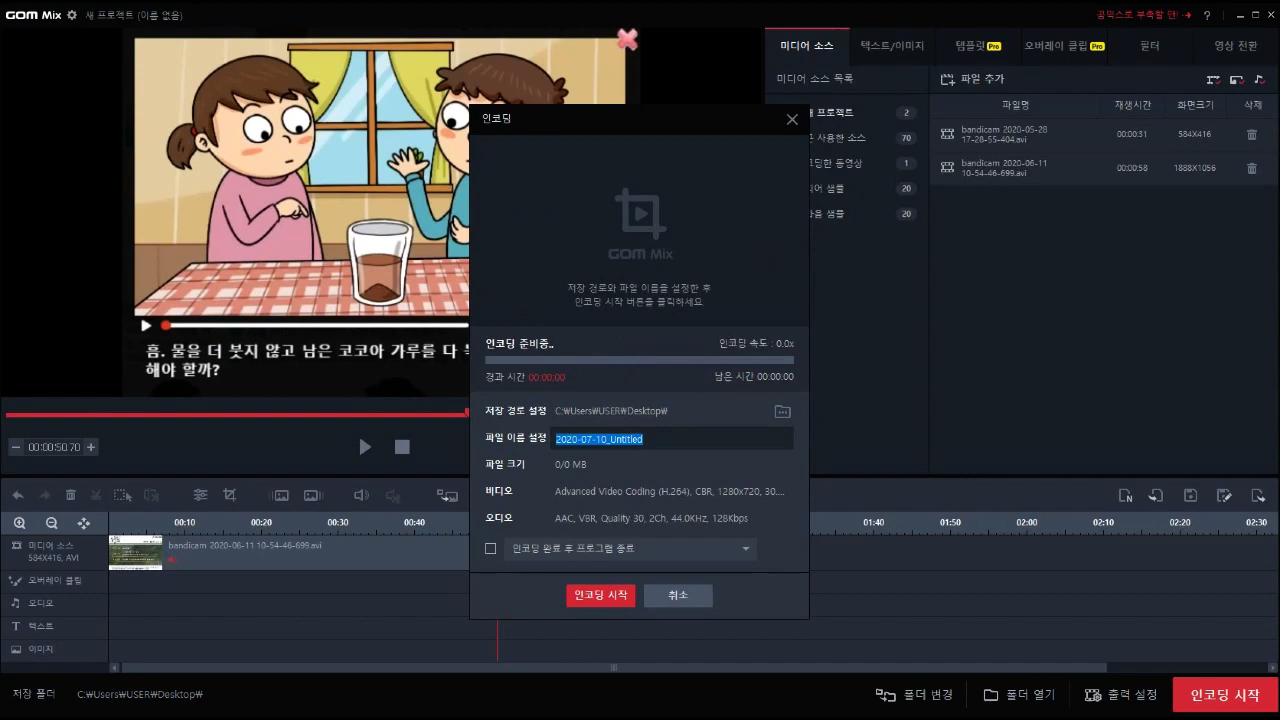 GOM Mix 새 프로젝트 (이름 없음)
곰믹스로 부족할 땐! ?
미디어 소스 텍스트/이미지 템플릿 Pro 오버레이 클립 Pro 필터 영상 전환
미디어 소스 목록 파일 추가
파일명 재생시간 화면크기 삭제
프로젝트 2
사용한 소스 70
동영상 1
샘플 20
샘플 20
bandicam 2020-05-28
17-28-55-404.avi
00:00:31 584X416
bandicam 2020-06-11
10-54-46-699.avi
00:00:58 1888X1056
흠. 물을 더 붓지 않고 남은 코코아 가루를 다
해야 할까?
00:00:50.70
인코딩
GOM Mix
저장 경로와 파일 이름을 설정한 후
인코딩 시작 버튼을 클릭하세요.
인코딩 준비중.. 인코딩 속도 : 0.0x
경과 시간 00:00:00 남은 시간 00:00:00
저장 경로 설정 C:₩Users₩USER₩Desktop₩
파일 이름 설정 2020-07-10_Untitled
파일 크기 0/0 MB
비디오 Advanced Video Coding (H.264), CBR, 1280x720, 30....
오디오 AAC, VBR, Quality 30, 2Ch, 44.0KHz, 128Kbps
인코딩 완료 후 프로그램 종료
인코딩 시작 취소
00:10 00:20 00:30 00:40 01:40 01:50 02:00 02:10 02:20 02:30
미디어 소스
584X416, AVI
bandicam 2020-06-11 10-54-46-699.avi
오버레이 클립
오디오
텍스트
이미지
저장 폴더 C:₩Users₩USER₩Desktop₩
폴더 변경 폴더 열기 출력 설정 인코딩 시작